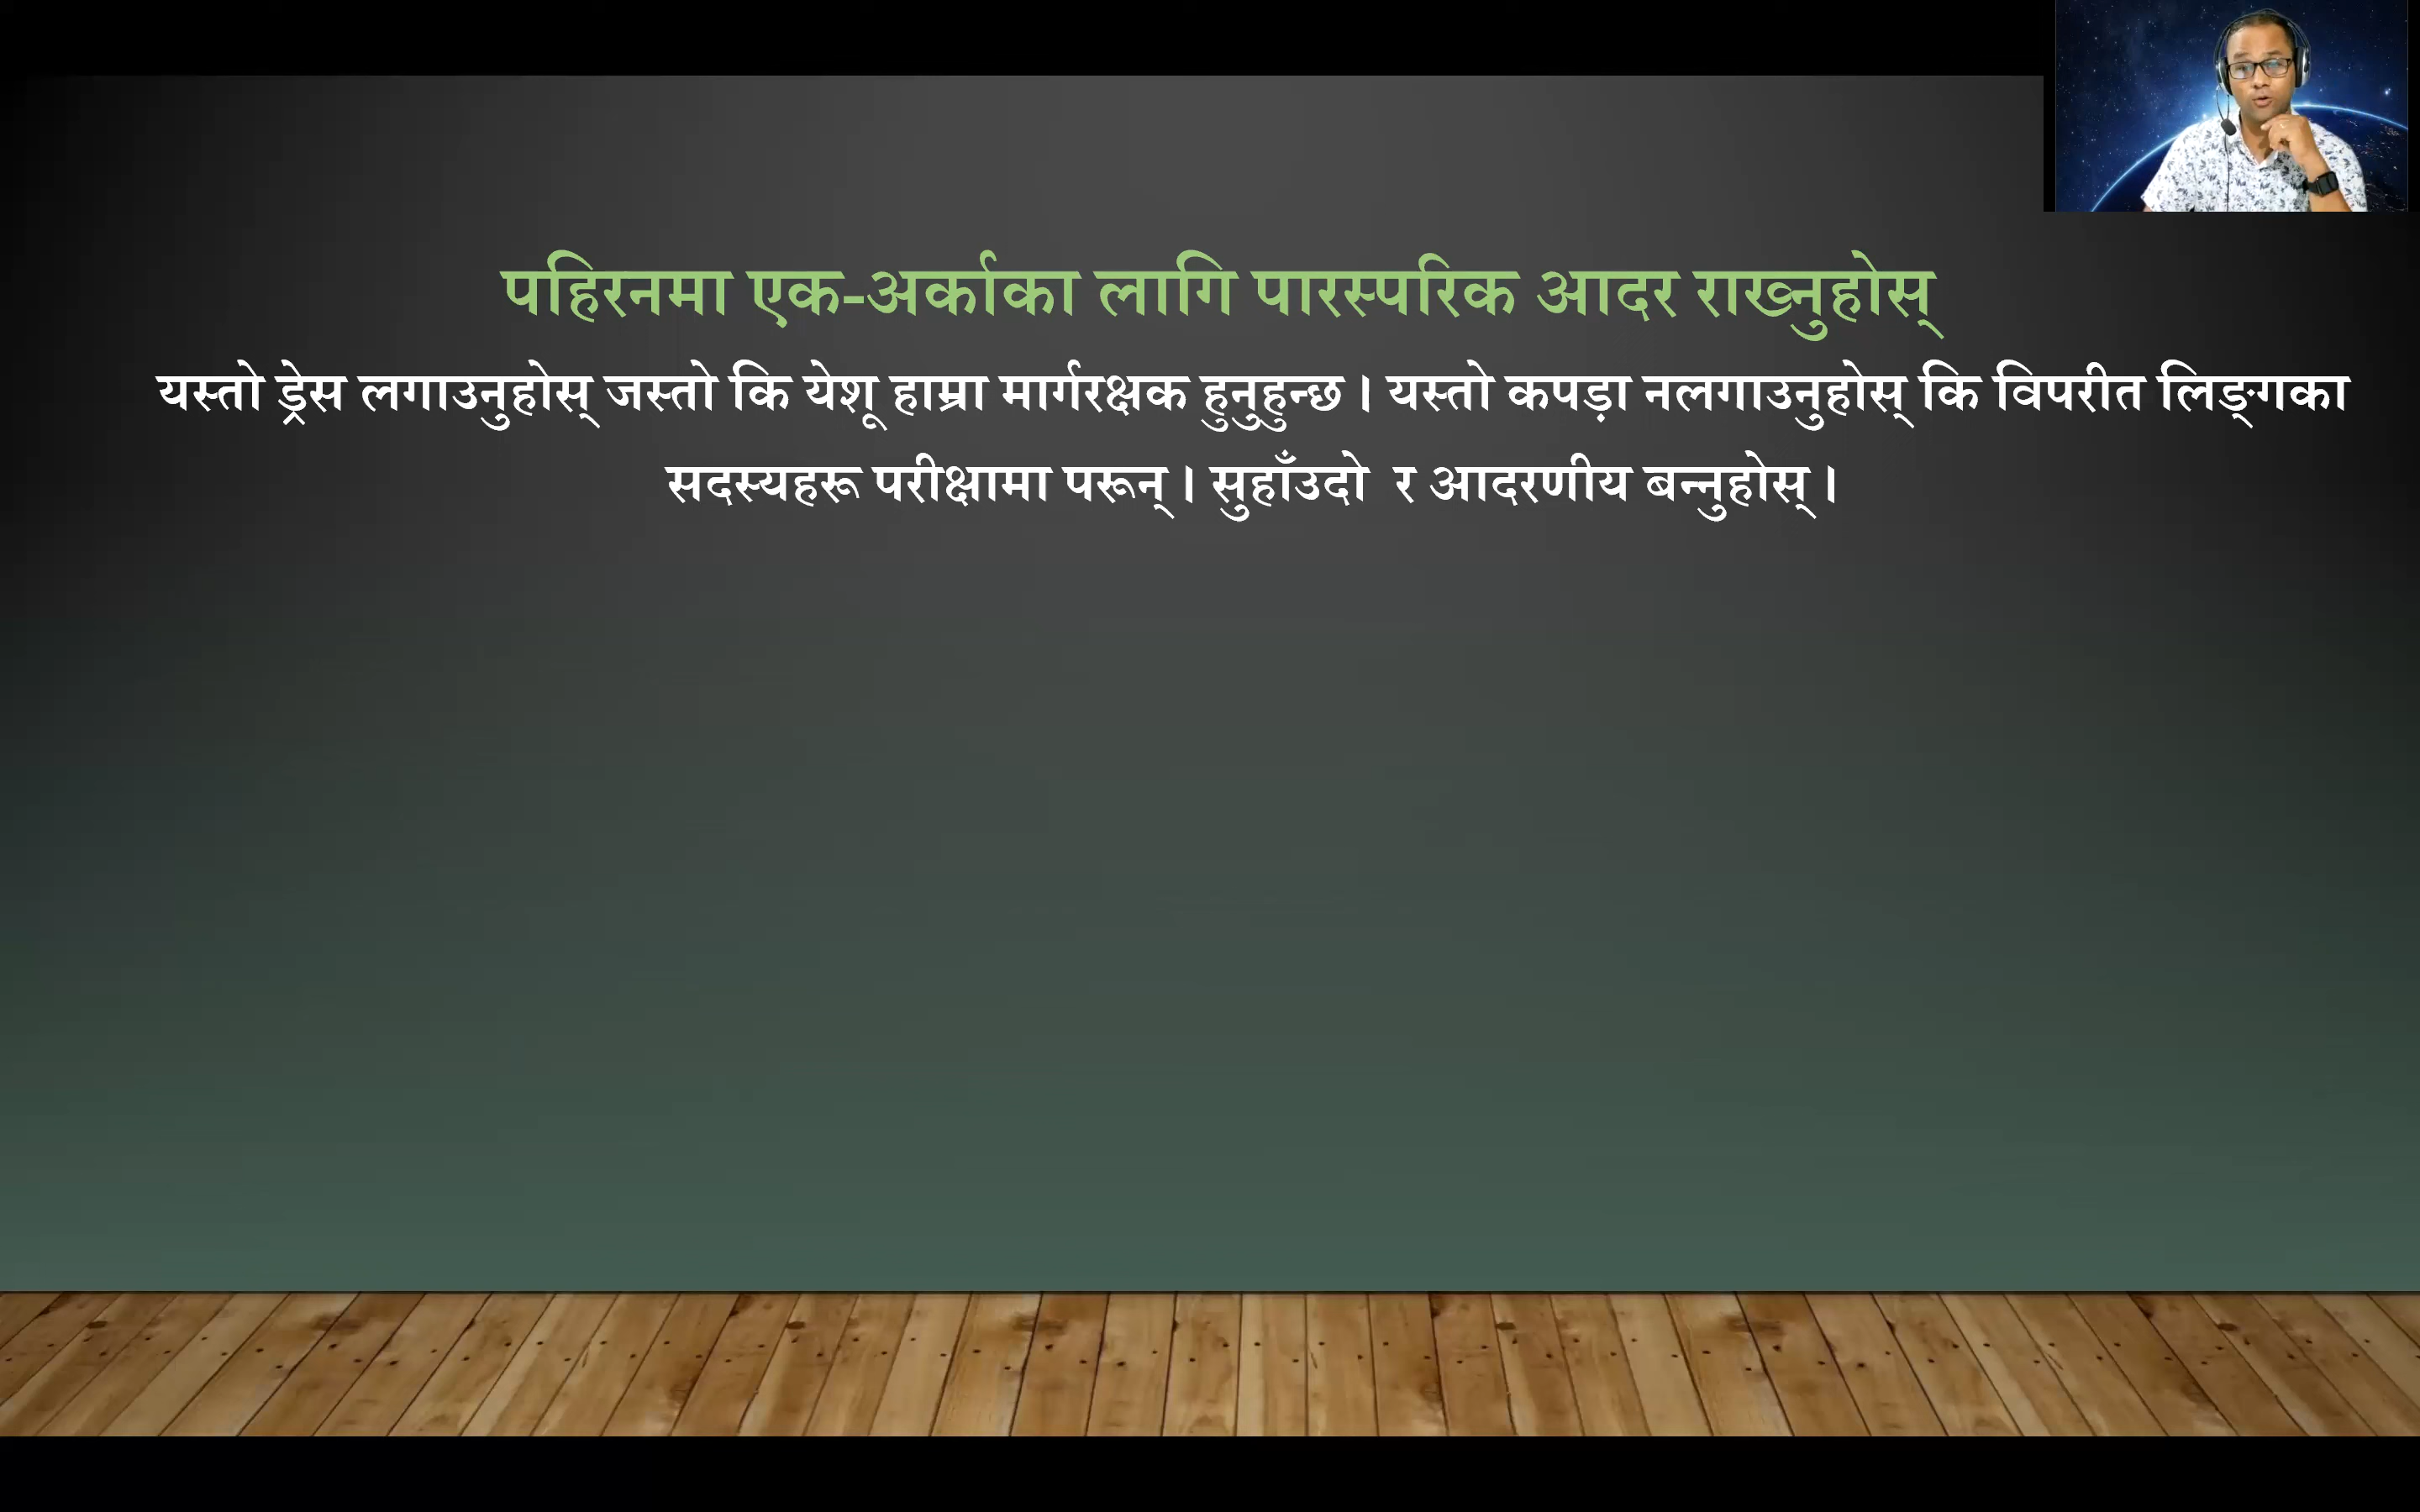 पहिरनमा एक-अर्काका लागि पारस्परिक आदर राख्नुहोस्
यस्तो ड्रेस लगाउनुहोस् जस्तो कि येशू हाम्रा मार्गरक्षक हुनुहुन्छ । यस्तो कपड़ा नलगाउनुहोस् कि विपरीत लिङ्गका
सदस्यहरू परीक्षामा परून् । सुहाँउदो र आदरणीय बन्नुहोस् ।